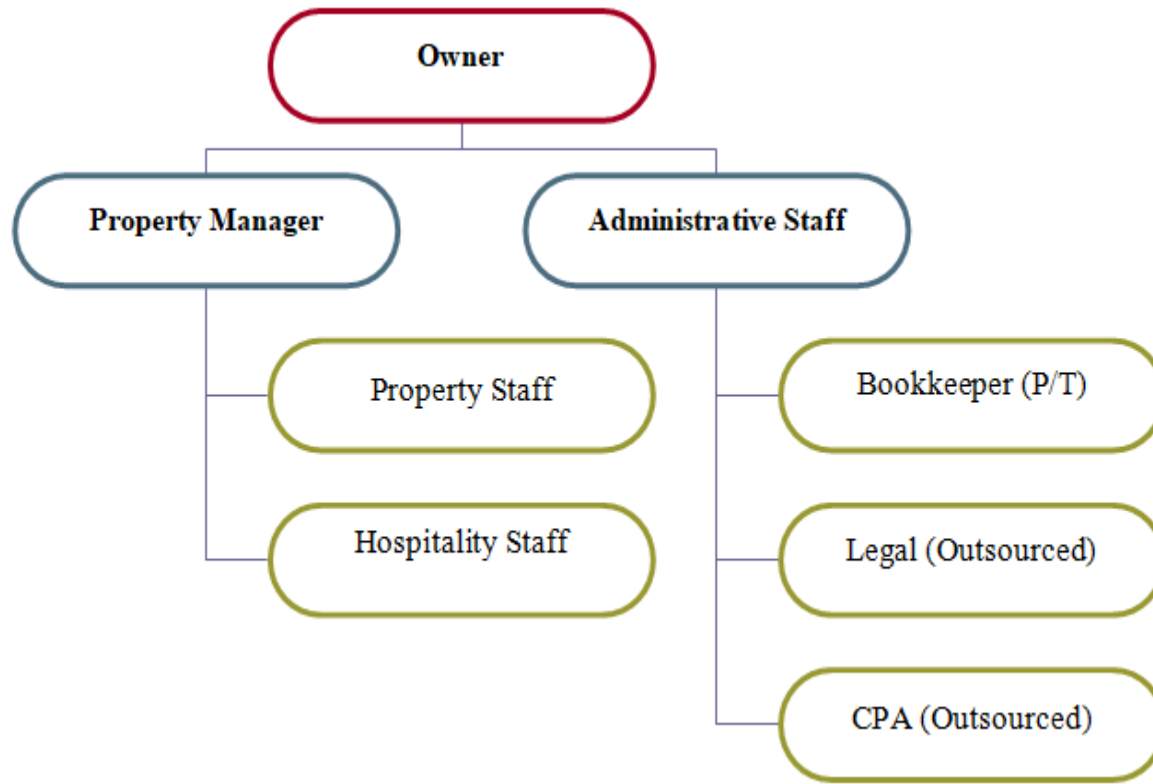 Owner
Property Manager
Administrative Staff
Property Staff
Bookkeeper (P/T)
Hospitality Staff
Legal (Outsourced)
CPA (Outsourced)